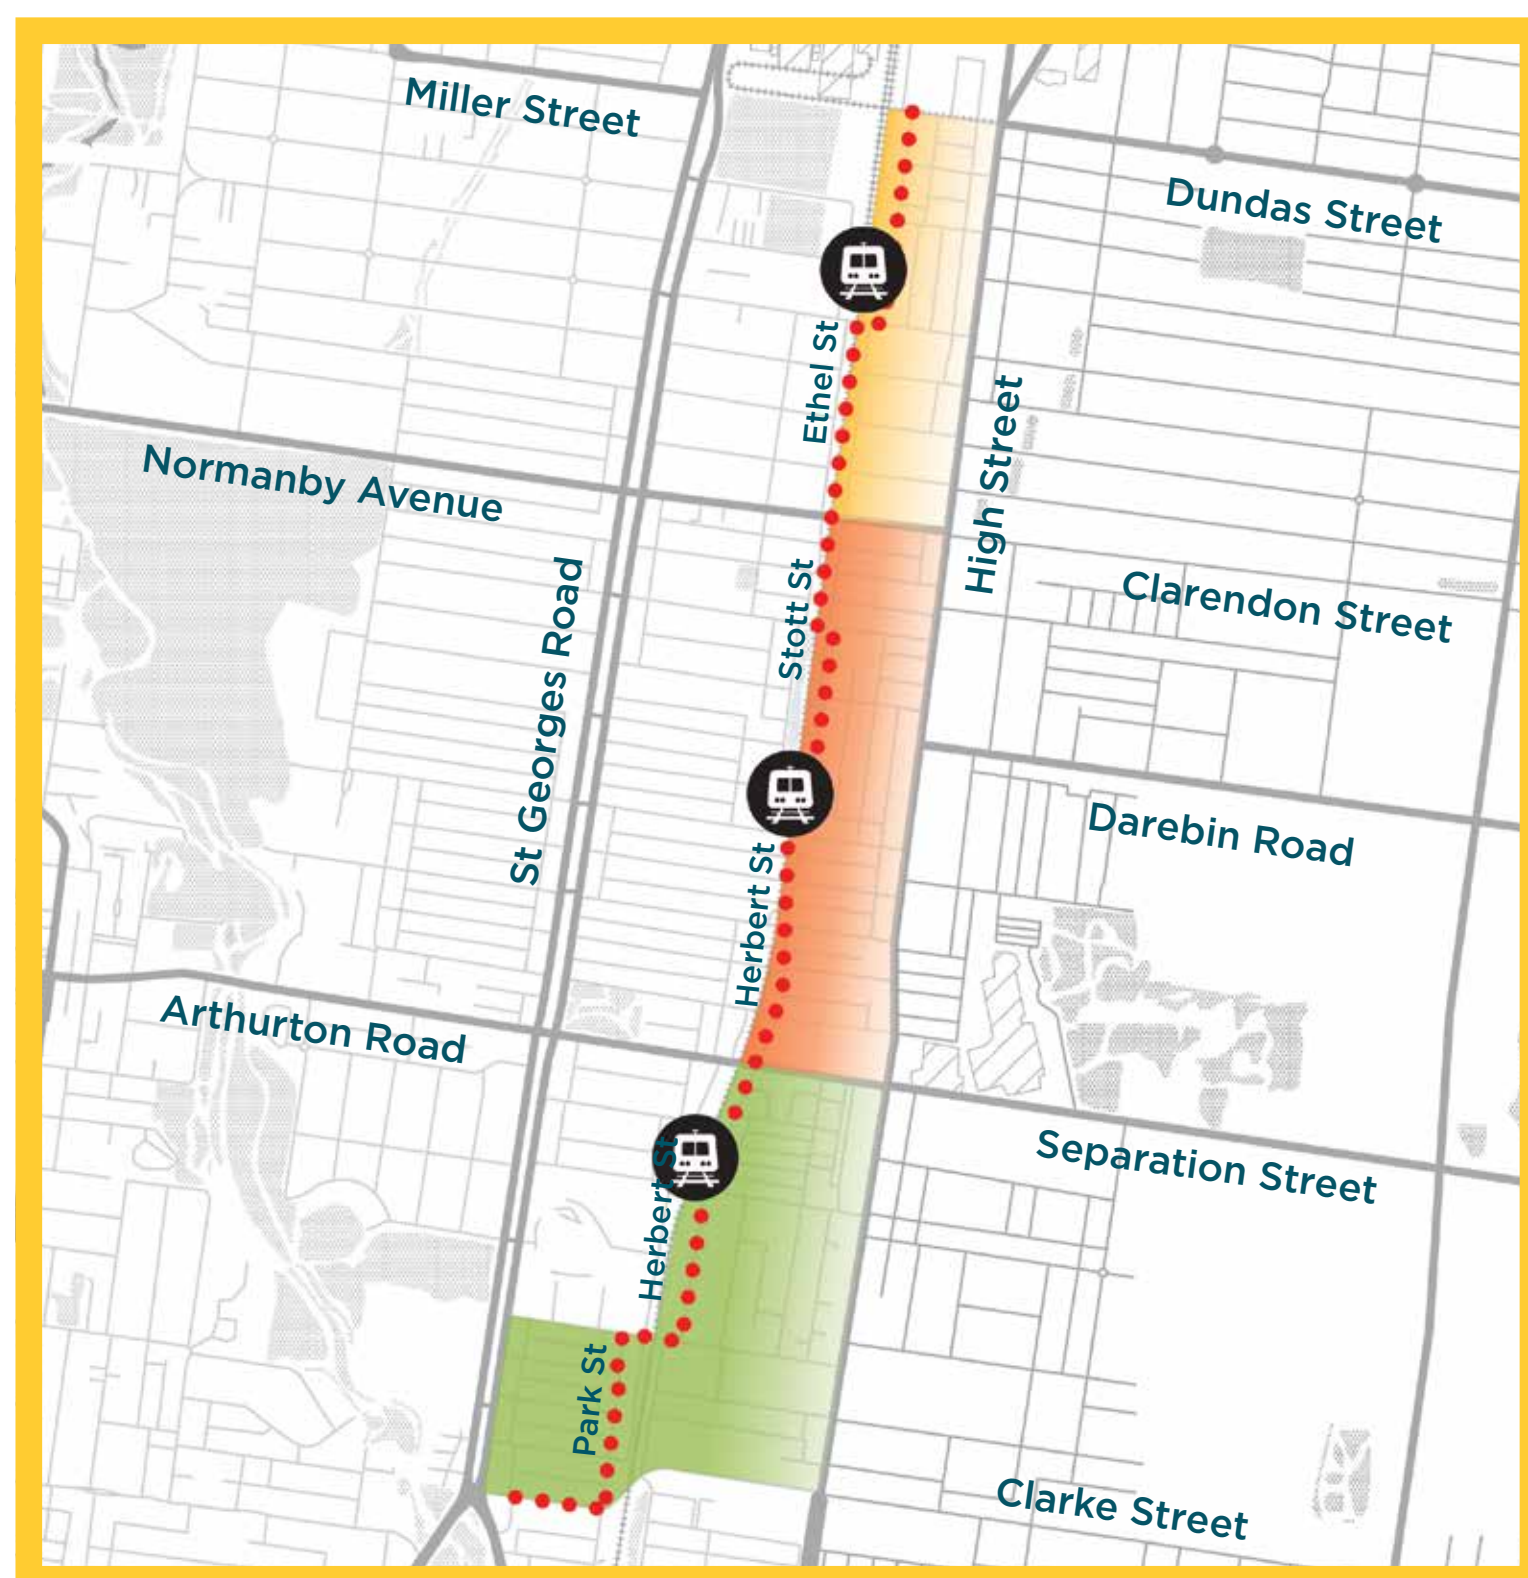 Miller Street
Dundas Street
Ethel St
High Street
Normanby Avenue
Stott St
Clarendon Street
St Georges Road
Darebin Road
Herbert St
Arthurton Road
Separation Street
Herbert St
Park St
Clarke Street